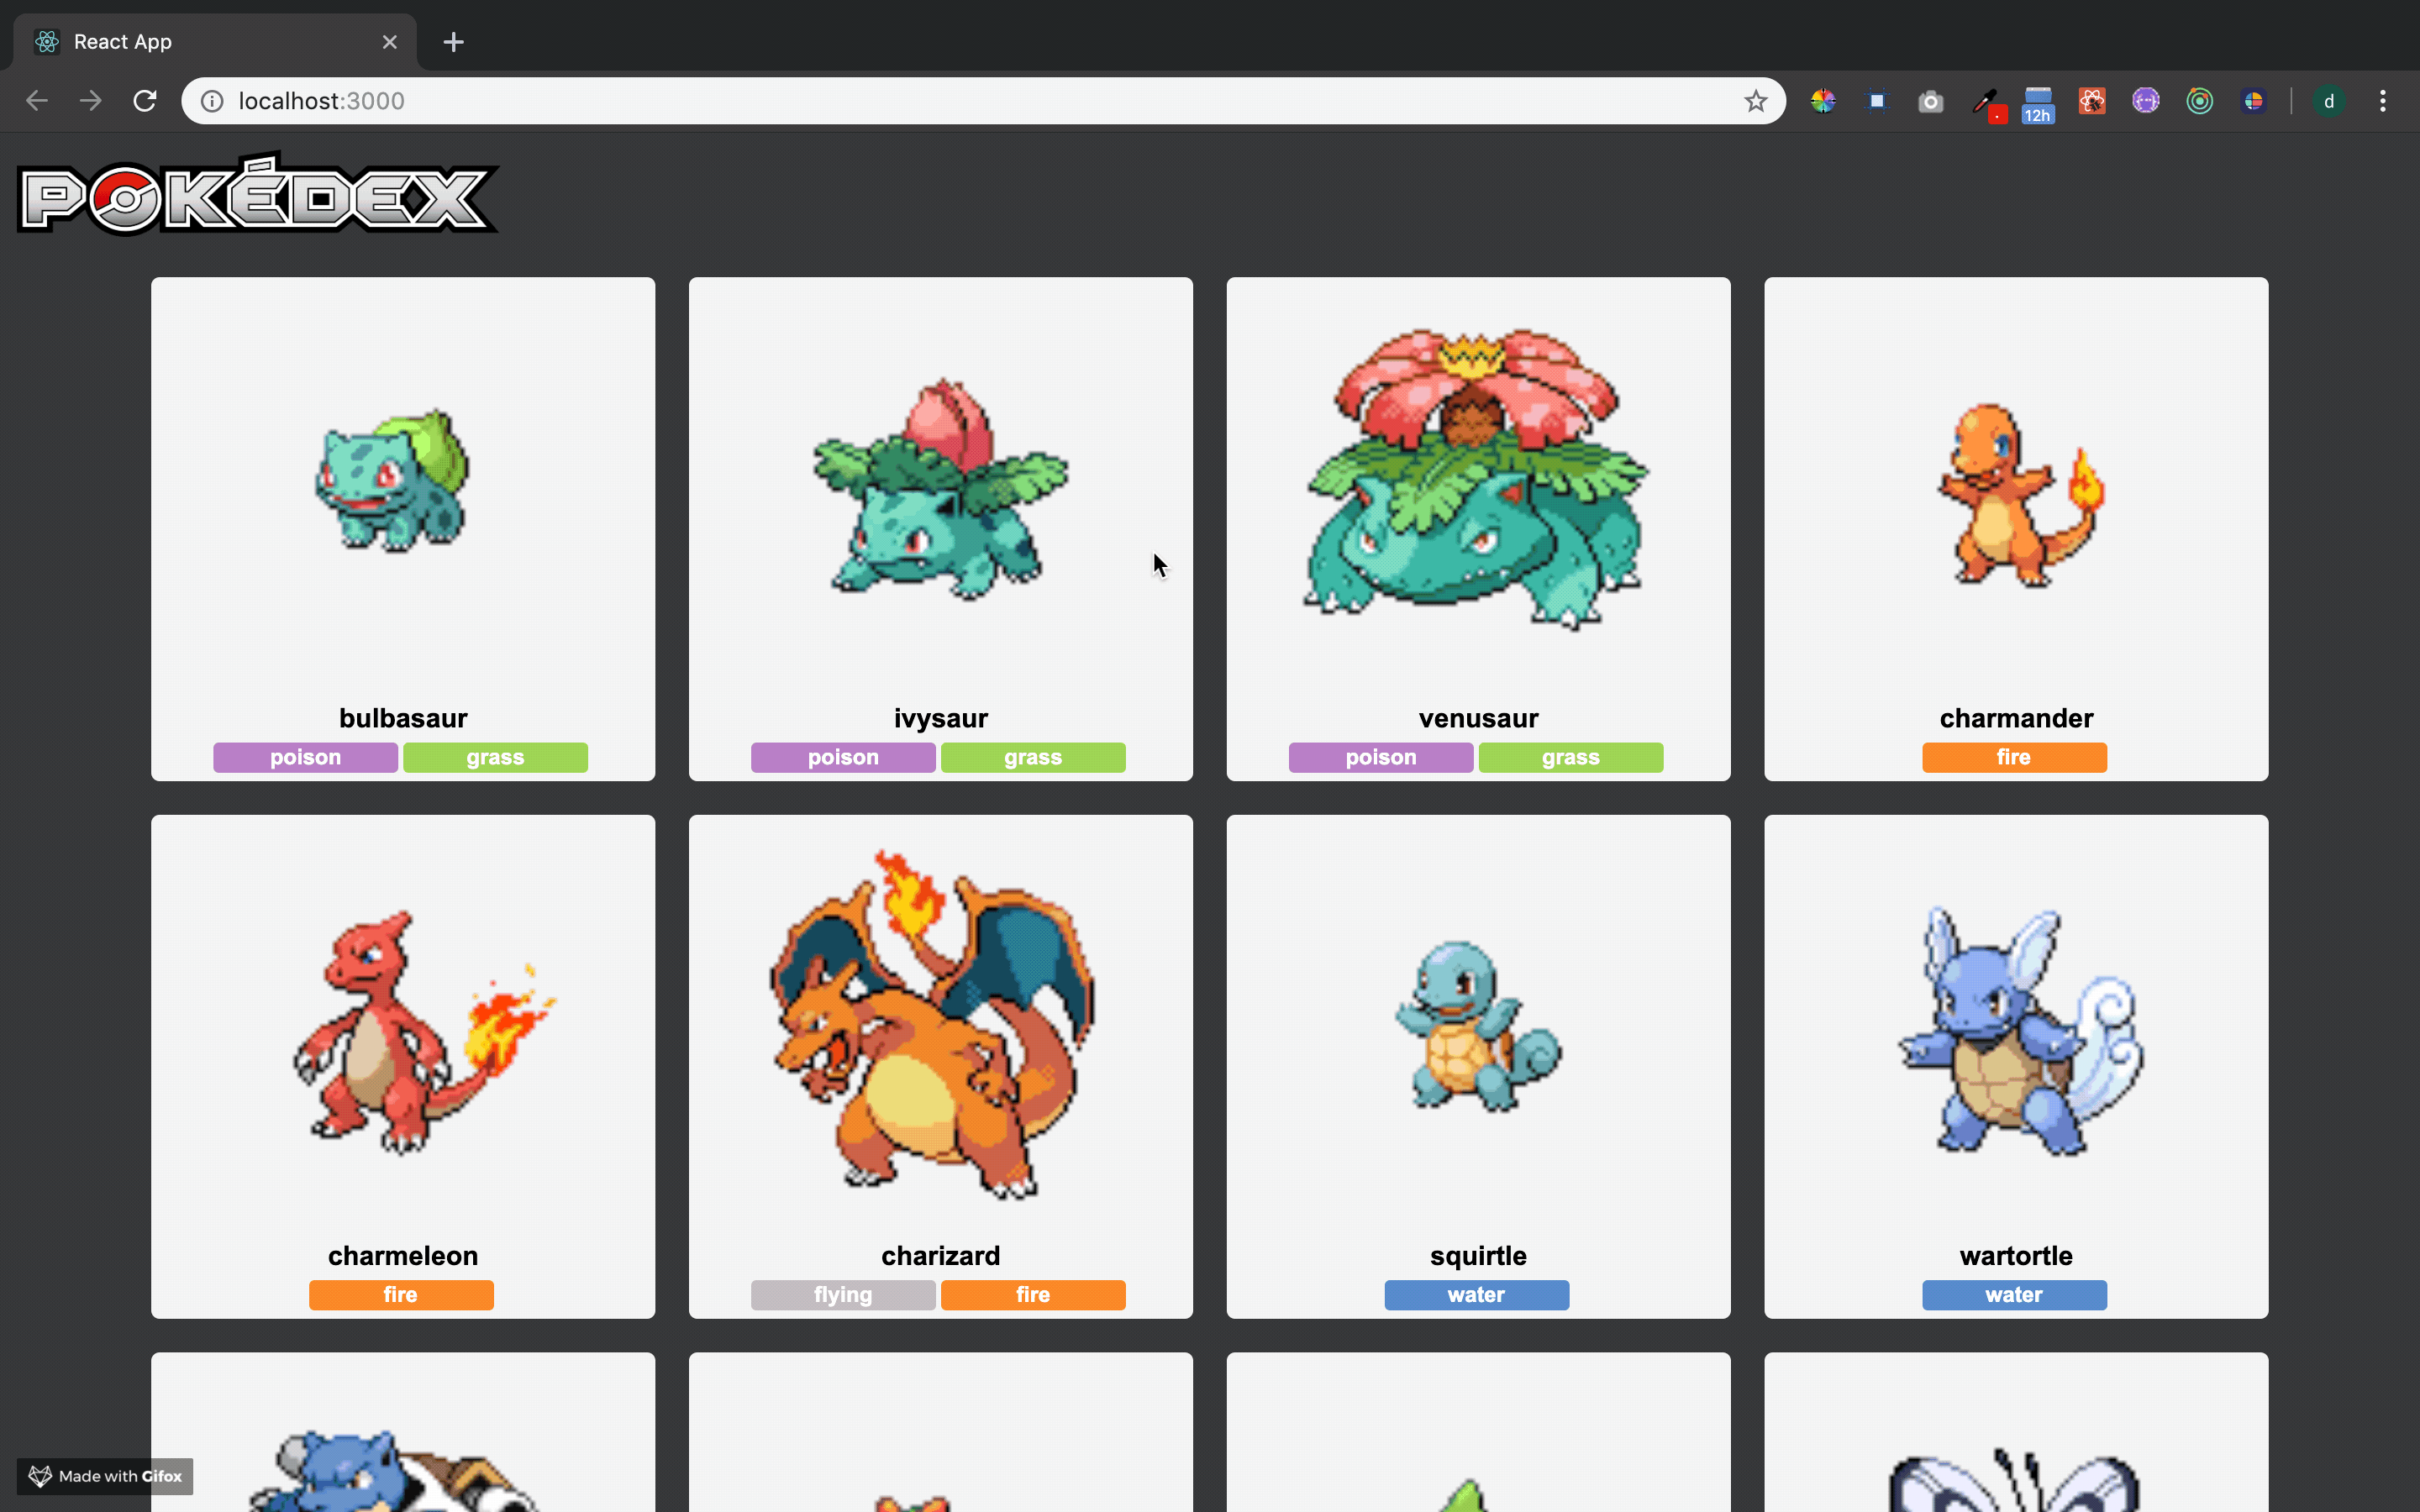 React App
localhost:3000
12h
d
POKÉDEX
bulbasaur
poison grass
ivysaur
poison grass
venusaur
poison grass
charmander
fire
charmeleon
fire
charizard
flying fire
squirtle
water
wartortle
water
Made with Gifox